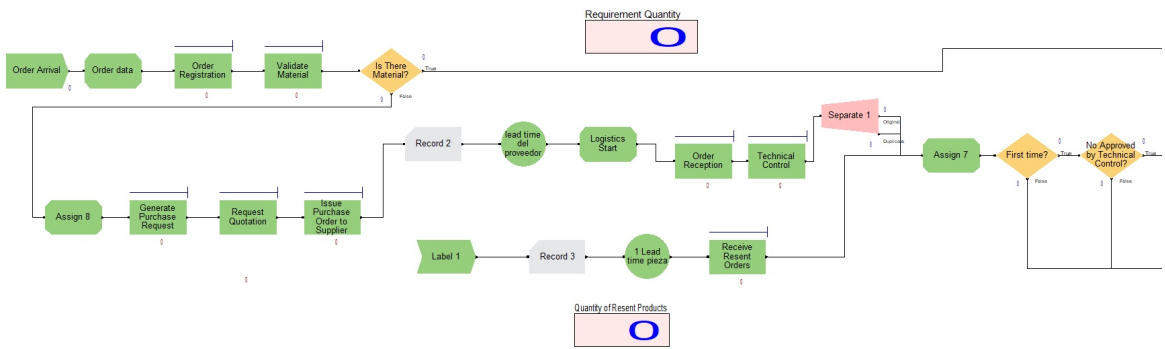 Requirement Quantity
0
Order Arrival
Order data
Order
Registration
Validate
Material
Is There
Material?
True
False
Record 2
lead time
del
proveedor
Logistics
Start
Order
Reception
Technical
Control
Separate 1
Original
Duplicate
Assign 7
First time?
True
False
No Approved
by Technical
Control?
True
False
Assign 8
Generate
Purchase
Request
Request
Quotation
Issue
Purchase
Order to
Supplier
Label 1
Record 3
1 Lead
time pieza
Receive
Resent
Orders
Quantity of Resent Products
0